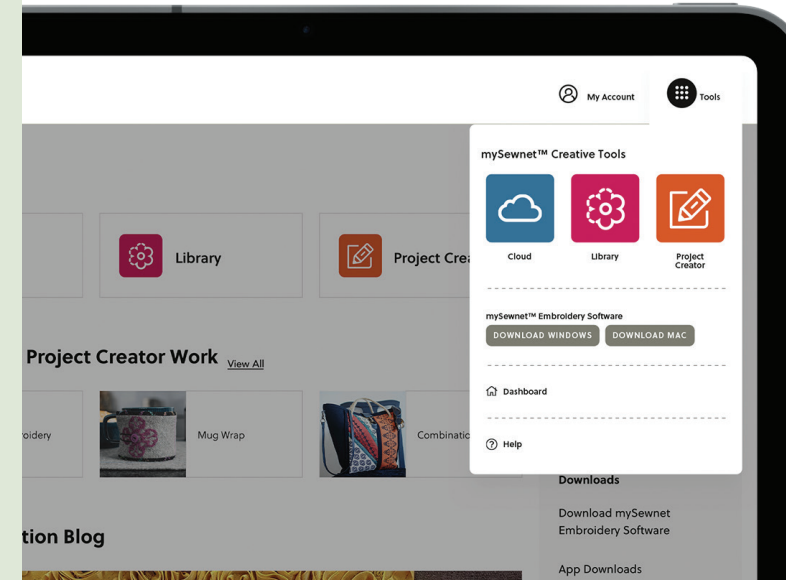 My Account
Tools
mySewnet™ Creative Tools
Cloud
Library
Project
Creator
mySewnet™ Embroidery Software
DOWNLOAD WINDOWS
DOWNLOAD MAC
Dashboard
Help
Library
Project Crea
Project Creator Work View All
oidery
Mug Wrap
Combinatio
tion Blog
Downloads
Download mySewnet
Embroidery Software
App Downloads